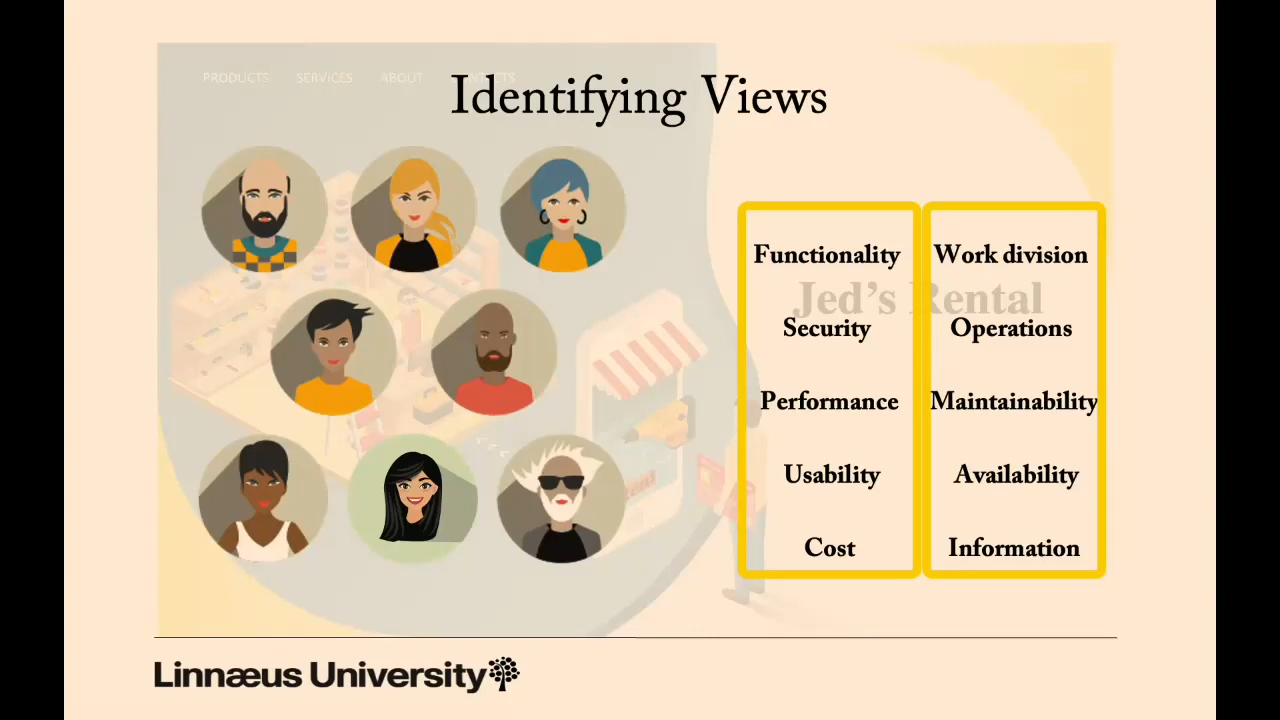 PRODUCTS SERVICES ABOUT
Identifying Views
Functionality
Security
Performance
Usability
Cost
Work division
Operations
Maintainability
Availability
Information
Jed's Rental
Linnæus University